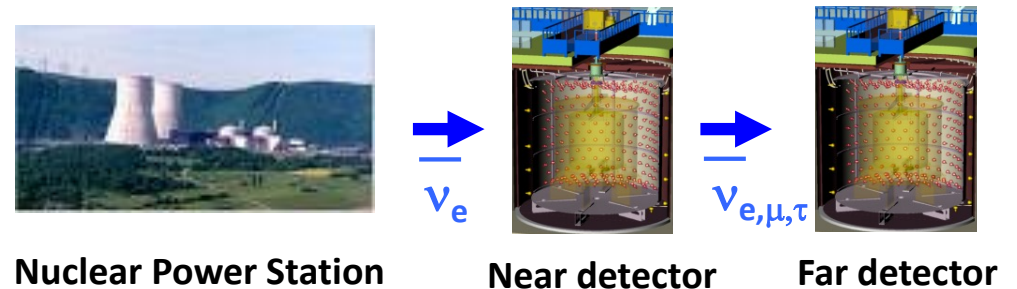 ν̅ₑ
ν̅ₑ,μ,τ
Nuclear Power Station
Near detector
Far detector